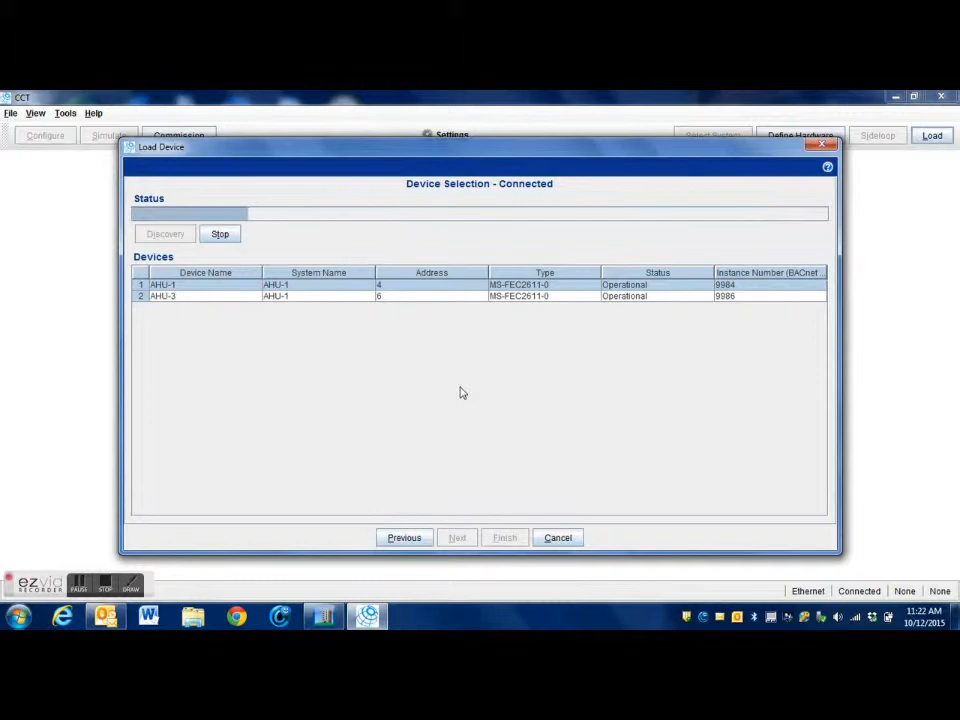 CCT
File View Tools Help
Configure Simulate Commission Settings Select System Define Hardware Sideloop Load
Load Device
Device Selection - Connected
Status
Discovery Stop
Devices
Device Name System Name Address Type Status Instance Number (BACnet ...
1 AHU-1 AHU-1 4 MS-FEC2611-0 Operational 9984
2 AHU-3 AHU-1 6 MS-FEC2611-0 Operational 9986
Previous Next Finish Cancel
ezvid
RECORDER
PAUSE STOP DRAW
Ethernet Connected None None
11:22 AM
10/12/2015